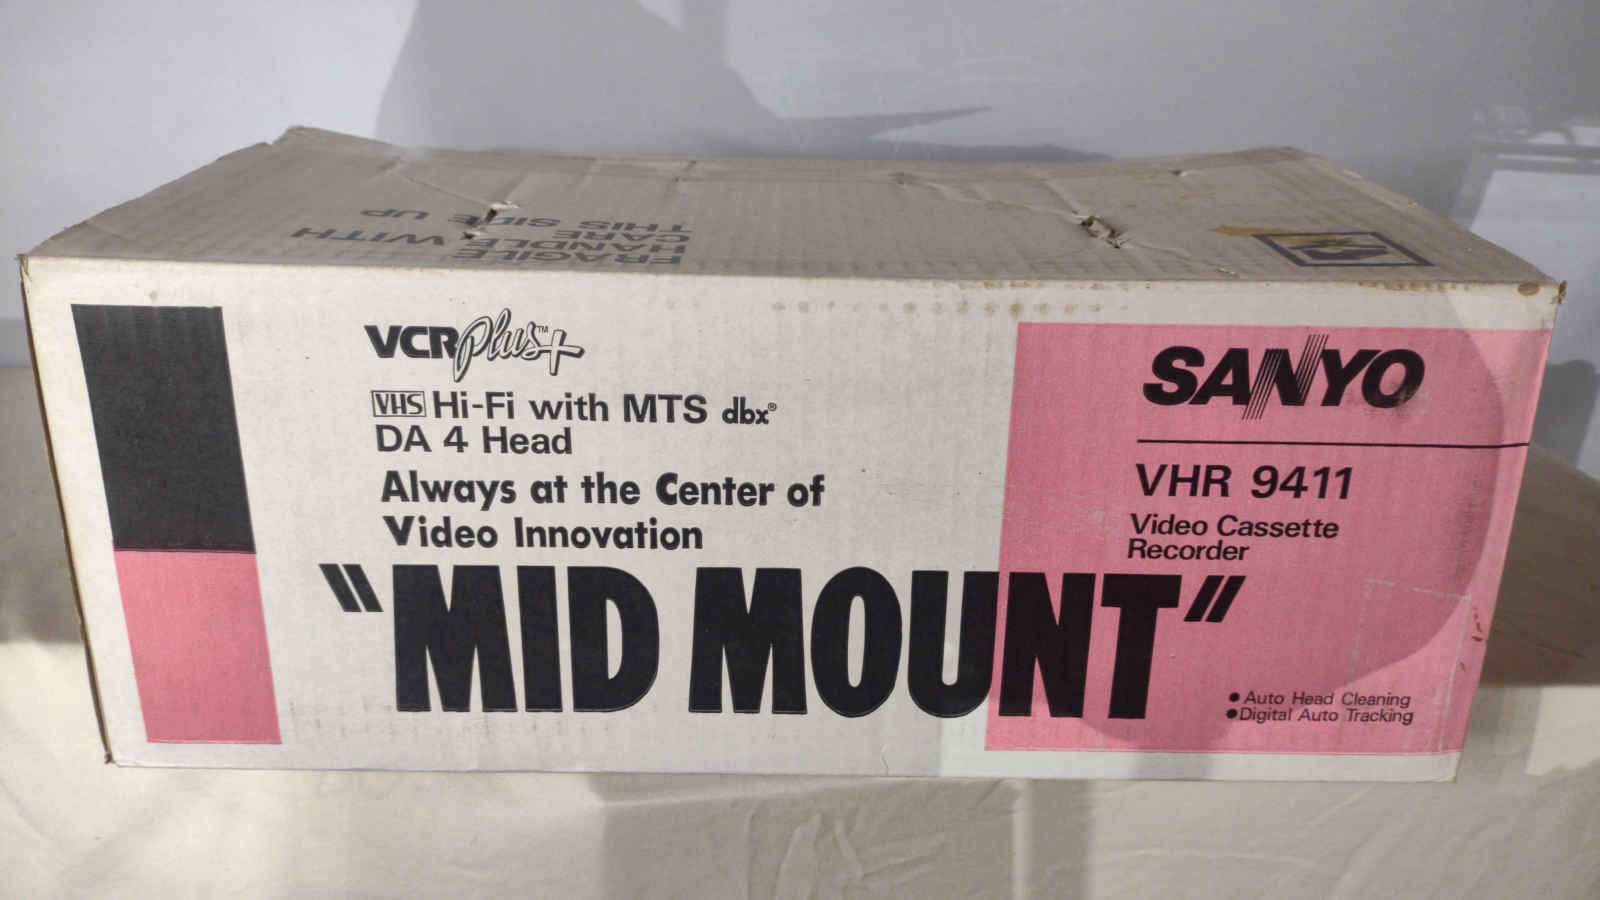 FRAGILE
HANDLE WITH
CARE
THIS SIDE UP
VCRPlus™+
VHS Hi-Fi with MTS dbx®
DA 4 Head
Always at the Center of
Video Innovation
"MID MOUNT"
SANYO
VHR 9411
Video Cassette
Recorder
● Auto Head Cleaning
● Digital Auto Tracking